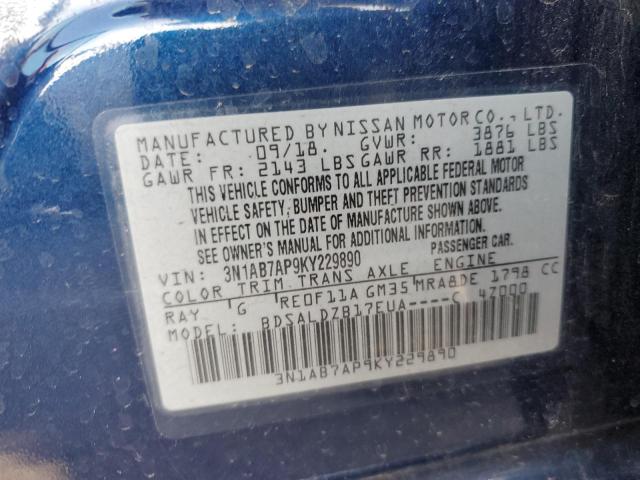 MANUFACTURED BY NISSAN MOTOR CO., LTD.
DATE: 09/18. GVWR: 3876 LBS
GAWR FR: 2143 LBS GAWR RR: 1881 LBS
THIS VEHICLE CONFORMS TO ALL APPLICABLE FEDERAL MOTOR
VEHICLE SAFETY, BUMPER AND THEFT PREVENTION STANDARDS
IN EFFECT ON THE DATE OF MANUFACTURE SHOWN ABOVE.
SEE OWNER'S MANUAL FOR ADDITIONAL INFORMATION.
VIN: 3N1AB7AP9KY229890 PASSENGER CAR.
COLOR TRIM TRANS AXLE ENGINE
RAY G RE0F11A GM35 MRA8DE 1798 CC
MODEL: BDSALDZB17EUA----C 47000
3N1AB7AP9KY229890